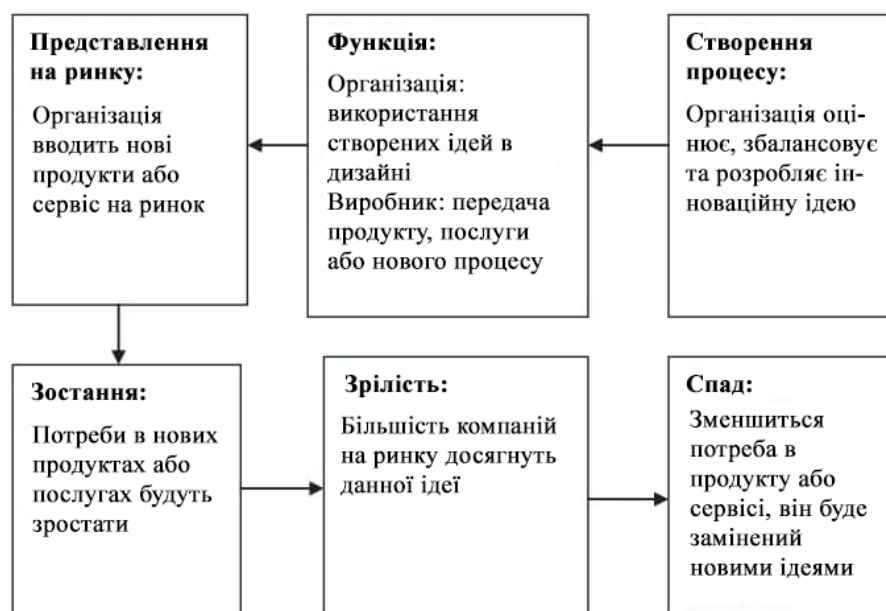 Представлення
на ринку:
Організація
вводить нові
продукти або
сервіс на ринок
Функція:
Організація:
використання
створених ідей в
дизайні
Виробник: передача
продукту, послуги
або нового процесу
Створення
процесу:
Організація оці-
нює, збалансовує
та розробляє ін-
новаційну ідею
Зостання:
Потреби в нових
продуктах або
послугах будуть
зростати
Зрілість:
Більшість компаній
на ринку досягнуть
данної ідеї
Спад:
Зменшиться
потреба в
продукту або
сервісі, він буде
замінений
новими ідеями